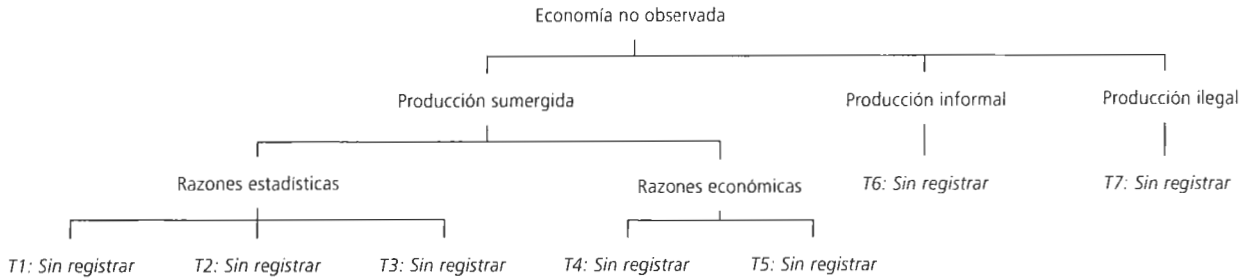 Economía no observada
Producción sumergida
Producción informal
Producción ilegal
Razones estadísticas
Razones económicas
T6: Sin registrar
T7: Sin registrar
T1: Sin registrar
T2: Sin registrar
T3: Sin registrar
T4: Sin registrar
T5: Sin registrar